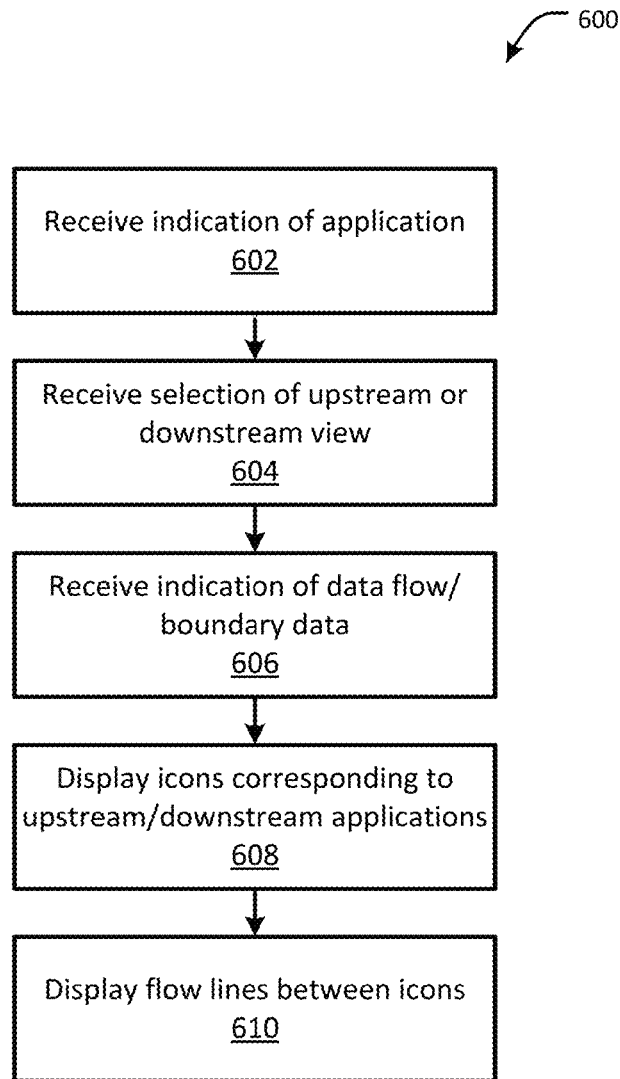 600
Receive indication of application
602
Receive selection of upstream or
downstream view
604
Receive indication of data flow/
boundary data
606
Display icons corresponding to
upstream/downstream applications
608
Display flow lines between icons
610